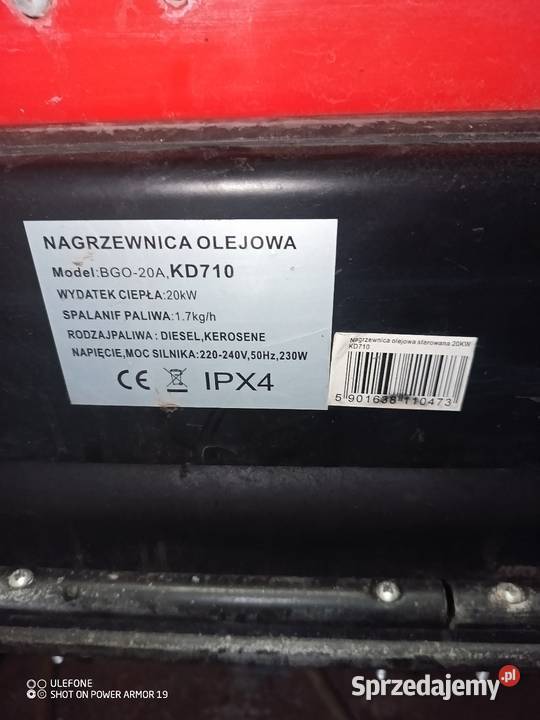 NAGRZEWNICA OLEJOWA
Model:BGO-20A,KD710
WYDATEK CIEPŁA:20kW
SPALANIF PALIWA:1.7kg/h
RODZAJPALIWA : DIESEL,KEROSENE
NAPIĘCIE,MOC SILNIKA:220-240V,50Hz,230W
CE IPX4
Nagrzewnica olejowa sterowana 20KW
KD710
5 901638 110473
ULEFONE
SHOT ON POWER ARMOR 19
Sprzedajemy.pl